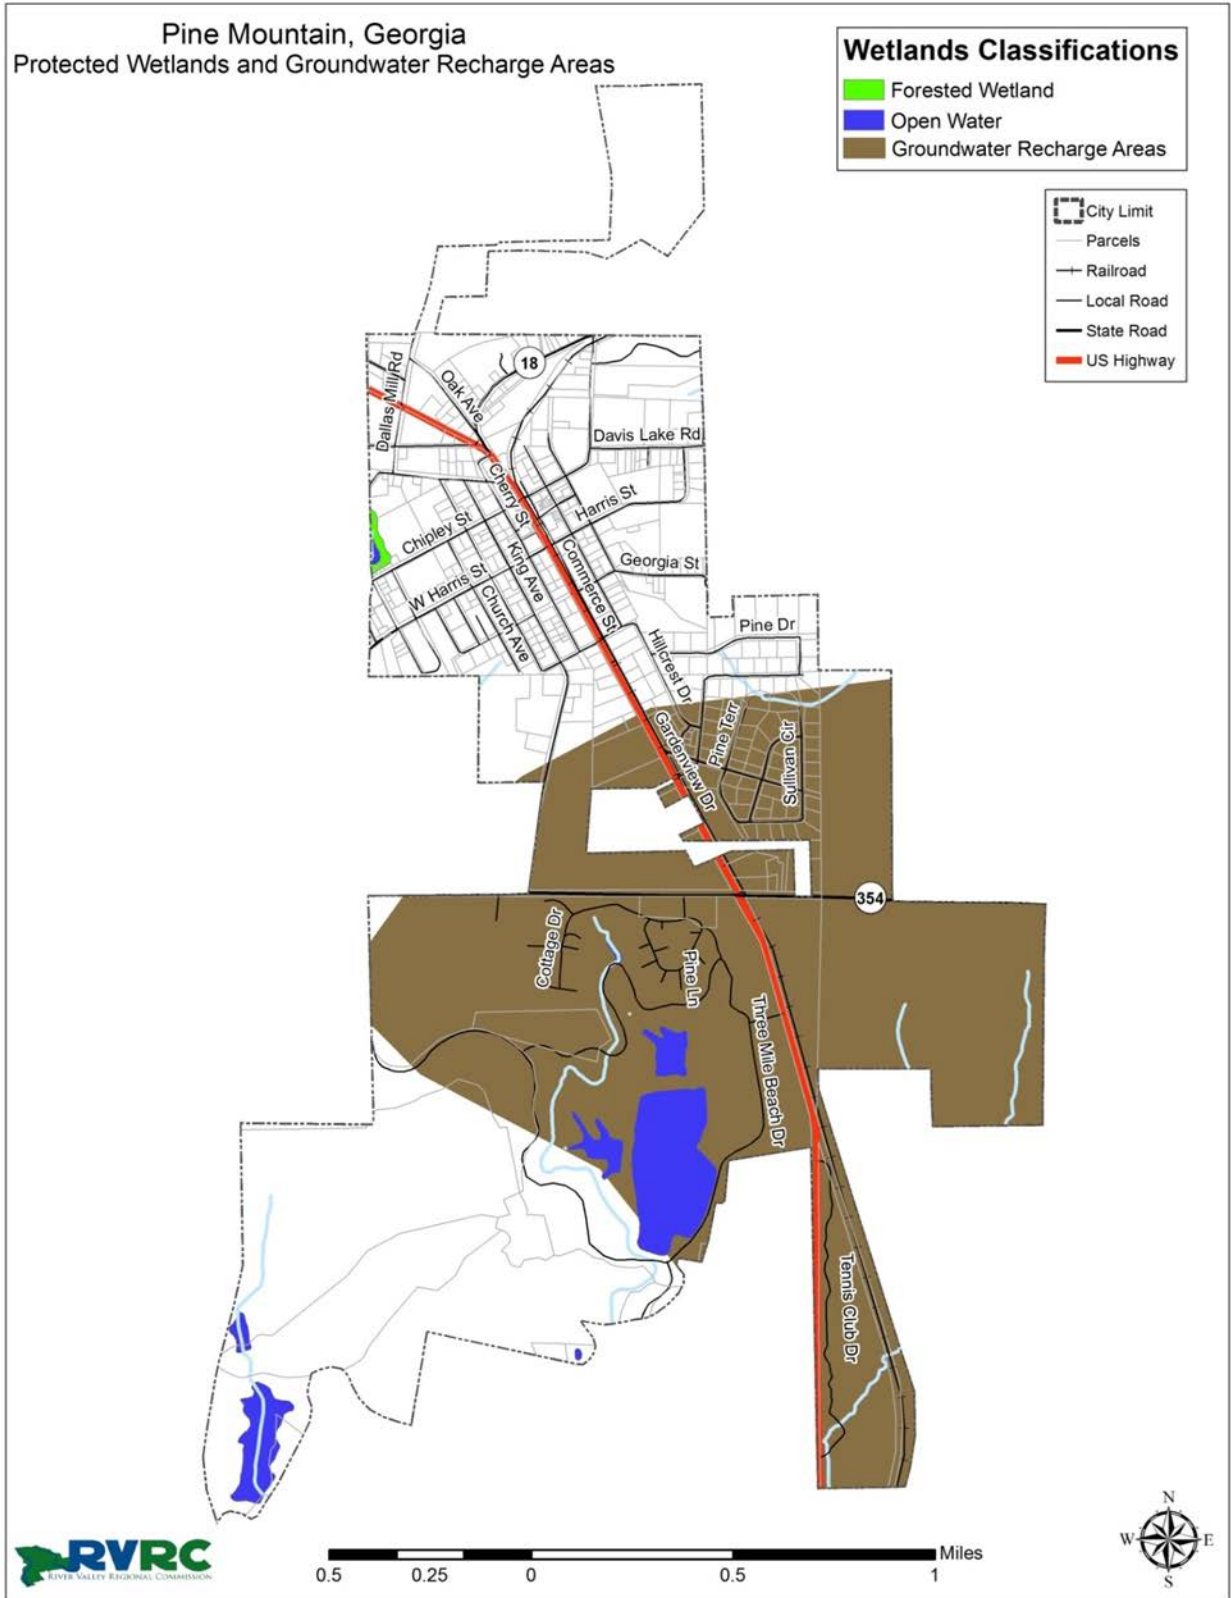 Pine Mountain, Georgia
Protected Wetlands and Groundwater Recharge Areas
Wetlands Classifications
Forested Wetland
Open Water
Groundwater Recharge Areas
City Limit
Parcels
Railroad
Local Road
State Road
US Highway
18
Dallas Mill Rd
Oak Ave
Davis Lake Rd
Cherry St
Harris St
Chipley St
King Ave
Commerce St
Georgia St
W Harris St
Church Ave
Pine Dr
Hillcrest Dr
Gardenview Dr
Pine Terr
Sullivan Cir
354
Cottage Dr
Pine Ln
Three Mile Beach Dr
Tennis Club Dr
N
W E
S
RVRC
RIVER VALLEY REGIONAL COMMISSION
Miles
0.5 0.25 0 0.5 1